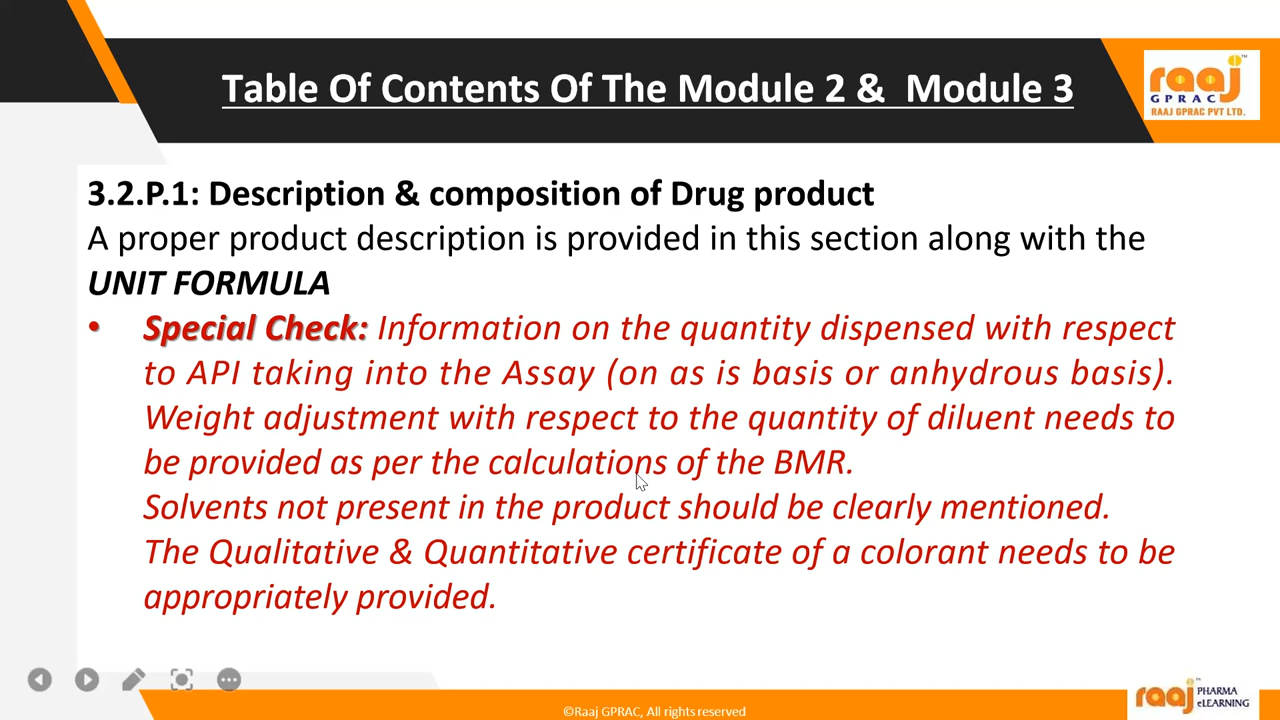 Table Of Contents Of The Module 2 & Module 3
raaj
GPRAC
RAAJ GPRAC PVT LTD.
3.2.P.1: Description & composition of Drug product
A proper product description is provided in this section along with the
UNIT FORMULA
• Special Check: Information on the quantity dispensed with respect
to API taking into the Assay (on as is basis or anhydrous basis).
Weight adjustment with respect to the quantity of diluent needs to
be provided as per the calculations of the BMR.
Solvents not present in the product should be clearly mentioned.
The Qualitative & Quantitative certificate of a colorant needs to be
appropriately provided.
©Raaj GPRAC, All rights reserved
raaj PHARMA
eLEARNING